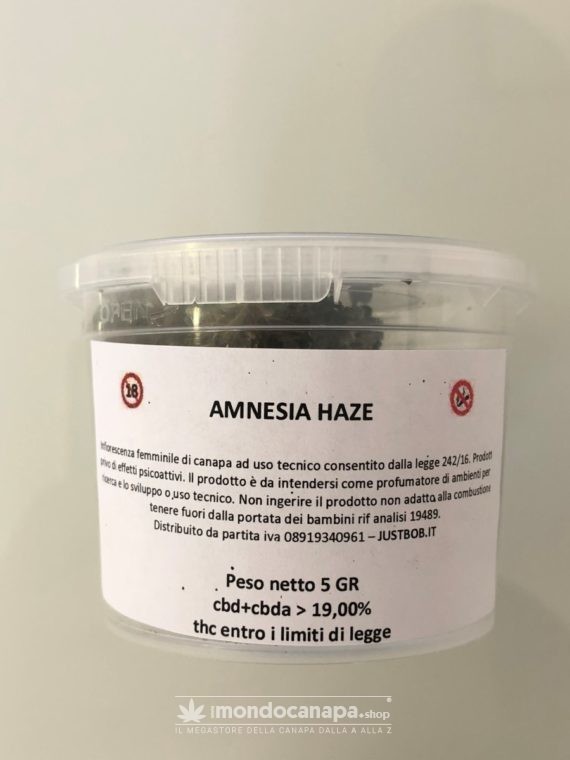 OPEN
18
AMNESIA HAZE
Infiorescenza femminile di canapa ad uso tecnico consentito dalla legge 242/16. Prodotti
privo di effetti psicoattivi. Il prodotto è da intendersi come profumatore di ambienti per
ricerca e lo sviluppo o uso tecnico. Non ingerire il prodotto non adatto alla combustione
tenere fuori dalla portata dei bambini rif analisi 19489.
Distribuito da partita iva 08919340961 – JUSTBOB.IT
Peso netto 5 GR
cbd+cbda > 19,00%
thc entro i limiti di legge
mondocanapa.shop
IL MEGASTORE DELLA CANAPA DALLA A ALLA Z